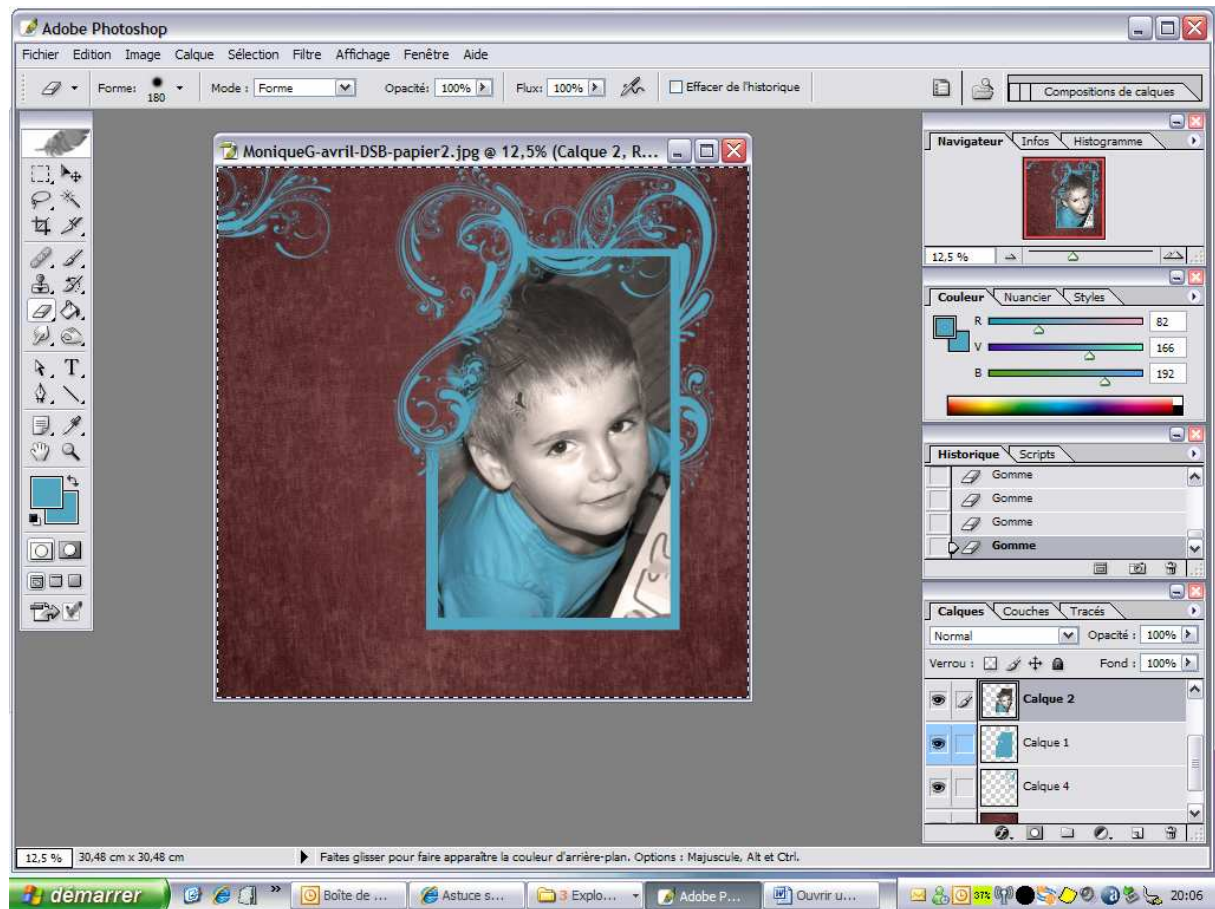 Adobe Photoshop
Fichier Edition Image Calque Sélection Filtre Affichage Fenêtre Aide
Forme: 180 Mode : Forme Opacité: 100% Flux: 100% Effacer de l'historique Compositions de calques
MoniqueG-avril-DSB-papier2.jpg @ 12,5% (Calque 2, R...
Navigateur Infos Histogramme
12,5 %
Couleur Nuancier Styles
R 82
V 166
B 192
Historique Scripts
Gomme
Gomme
Gomme
Gomme
Calques Couches Tracés
Normal Opacité : 100%
Verrou : Fond : 100%
Calque 2
Calque 1
Calque 4
12,5 % 30,48 cm x 30,48 cm Faites glisser pour faire apparaître la couleur d'arrière-plan. Options : Majuscule, Alt et Ctrl.
démarrer » Boîte de ... Astuce s... 3 Explo... Adobe P... Ouvrir u... 37% 20:06